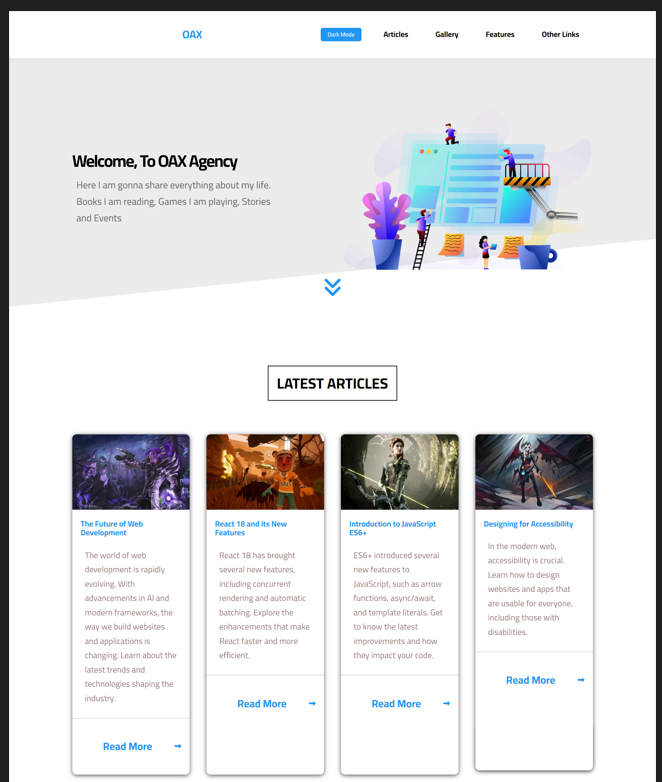 OAX
Dark Mode
Articles
Gallery
Features
Other Links
Welcome, To OAX Agency
Here I am gonna share everything about my life.
Books I am reading, Games I am playing, Stories
and Events
LATEST ARTICLES
The Future of Web
Development
The world of web
development is rapidly
evolving. With
advancements in AI and
modern frameworks, the
way we build websites
and applications is
changing. Learn about the
latest trends and
technologies shaping the
industry.
Read More
React 18 and its New
Features
React 18 has brought
several new features,
including concurrent
rendering and automatic
batching. Explore the
enhancements that make
React faster and more
efficient.
Read More
Introduction to JavaScript
ES6+
ES6+ introduced several
new features to
JavaScript, such as arrow
functions, async/await,
and template literals. Get
to know the latest
improvements and how
they impact your code.
Read More
Designing for Accessibility
In the modern web,
accessibility is crucial.
Learn how to design
websites and apps that
are usable for everyone,
including those with
disabilities.
Read More